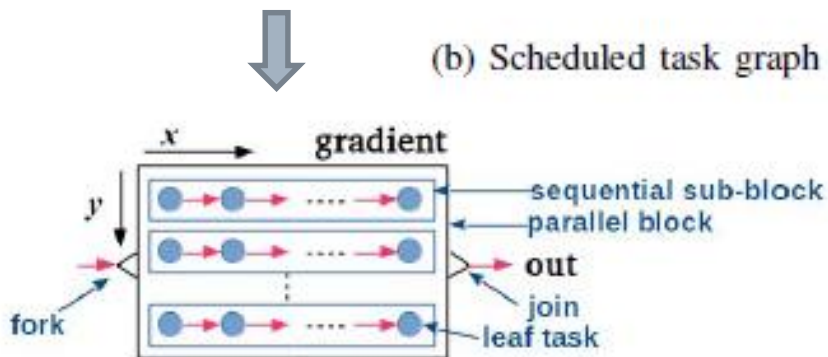 (b) Scheduled task graph
x
gradient
y
sequential sub-block
parallel block
out
fork
join
leaf task